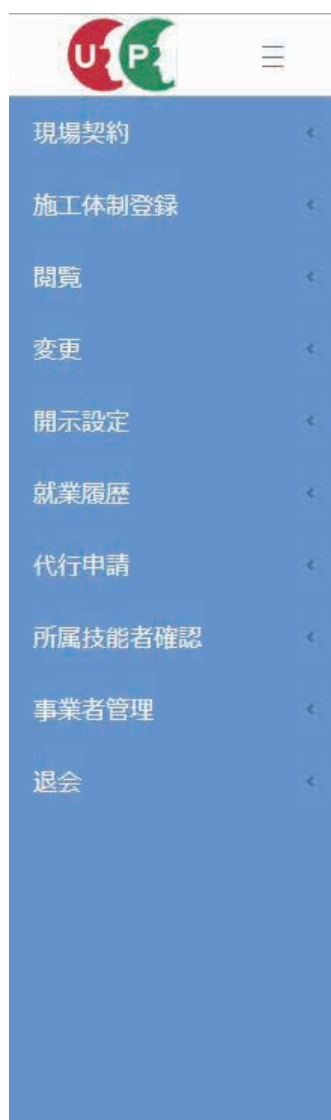 U P
現場契約
施工体制登録
閲覧
変更
開示設定
就業履歴
代行申請
所属技能者確認
事業者管理
退会